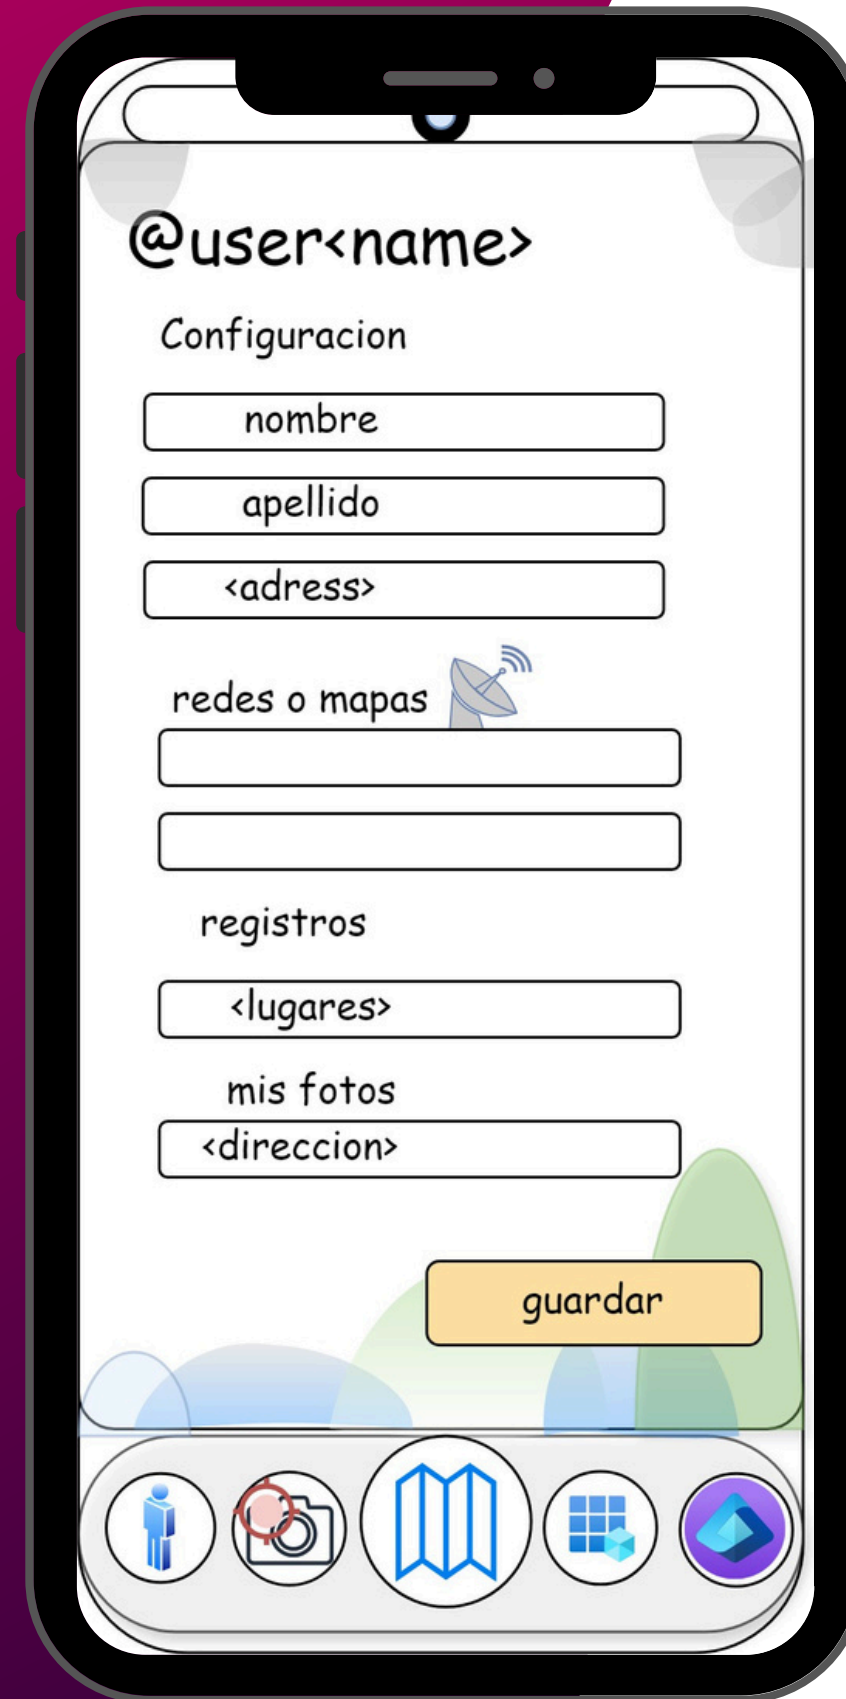 @user<name>
Configuracion
nombre
apellido
<adress>
redes o mapas
registros
<lugares>
mis fotos
<direccion>
guardar